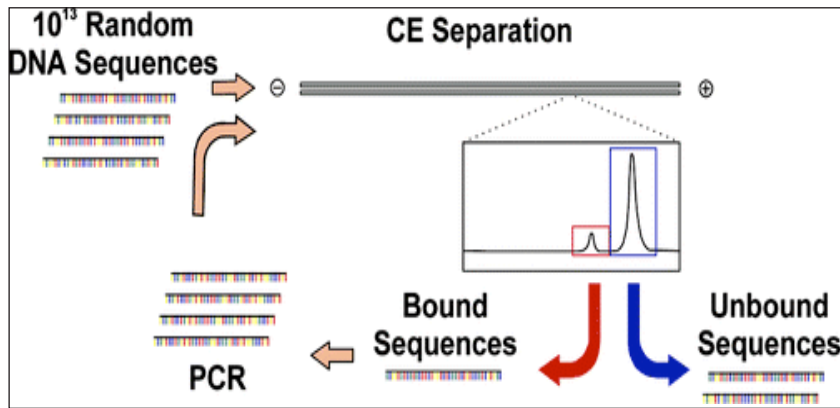 10¹³ Random
DNA Sequences
CE Separation
−
+
Bound
Sequences
Unbound
Sequences
PCR